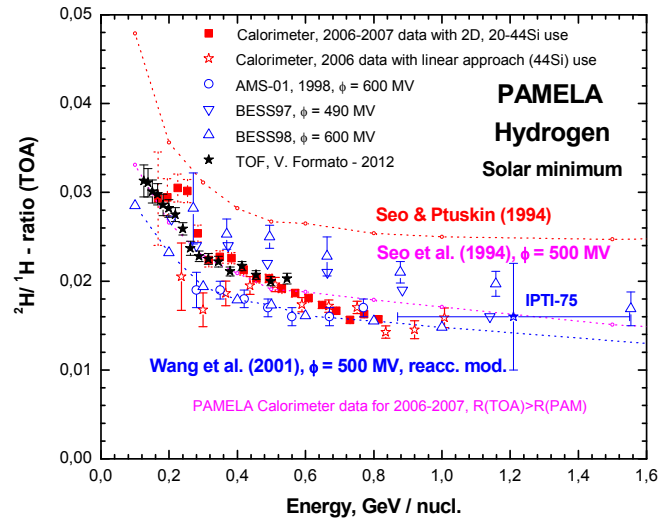 Calorimeter, 2006-2007 data with 2D, 20-44Si use
Calorimeter, 2006 data with linear approach (44Si) use
AMS-01, 1998, ϕ = 600 MV
BESS97, ϕ = 490 MV
BESS98, ϕ = 600 MV
TOF, V. Formato - 2012
PAMELA
Hydrogen
Solar minimum
Seo & Ptuskin (1994)
Seo et al. (1994), ϕ = 500 MV
IPTI-75
Wang et al. (2001), ϕ = 500 MV, reacc. mod.
PAMELA Calorimeter data for 2006-2007, R(TOA)>R(PAM)
²H/ ¹H - ratio (TOA)
0,05
0,04
0,03
0,02
0,01
0,00
0,0 0,2 0,4 0,6 0,8 1,0 1,2 1,4 1,6
Energy, GeV / nucl.